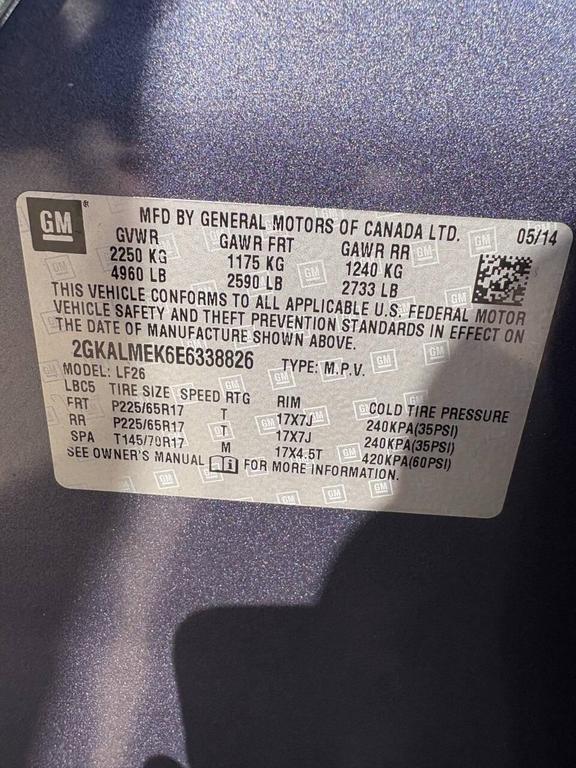 GM ® MFD BY GENERAL MOTORS OF CANADA LTD. 05/14
GVWR GAWR FRT GAWR RR
2250 KG 1175 KG 1240 KG
4960 LB 2590 LB 2733 LB
THIS VEHICLE CONFORMS TO ALL APPLICABLE U.S. FEDERAL MOTOR
VEHICLE SAFETY AND THEFT PREVENTION STANDARDS IN EFFECT ON
THE DATE OF MANUFACTURE SHOWN ABOVE.
2GKALMEK6E6338826 TYPE: M.P.V.
MODEL: LF26
LBC5 TIRE SIZE SPEED RTG RIM COLD TIRE PRESSURE
FRT P225/65R17 T 17X7J 240KPA(35PSI)
RR P225/65R17 T 17X7J 240KPA(35PSI)
SPA T145/70R17 M 17X4.5T 420KPA(60PSI)
SEE OWNER'S MANUAL FOR MORE INFORMATION.